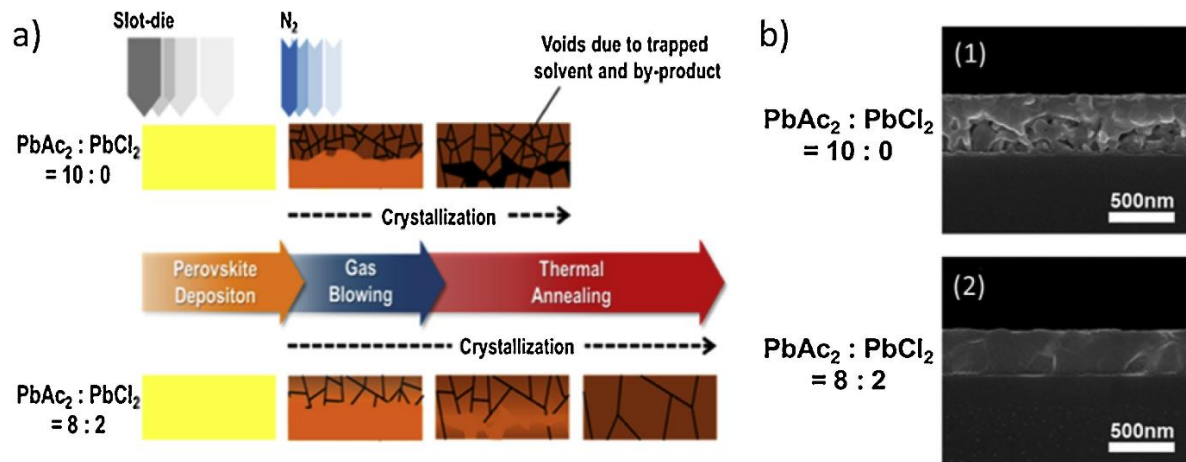 a)
Slot-die
N₂
Voids due to trapped
solvent and by-product
PbAc₂ : PbCl₂
= 10 : 0
Crystallization
Perovskite
Depositon
Gas
Blowing
Thermal
Annealing
Crystallization
PbAc₂ : PbCl₂
= 8 : 2
b)
(1)
PbAc₂ : PbCl₂
= 10 : 0
500nm
(2)
PbAc₂ : PbCl₂
= 8 : 2
500nm